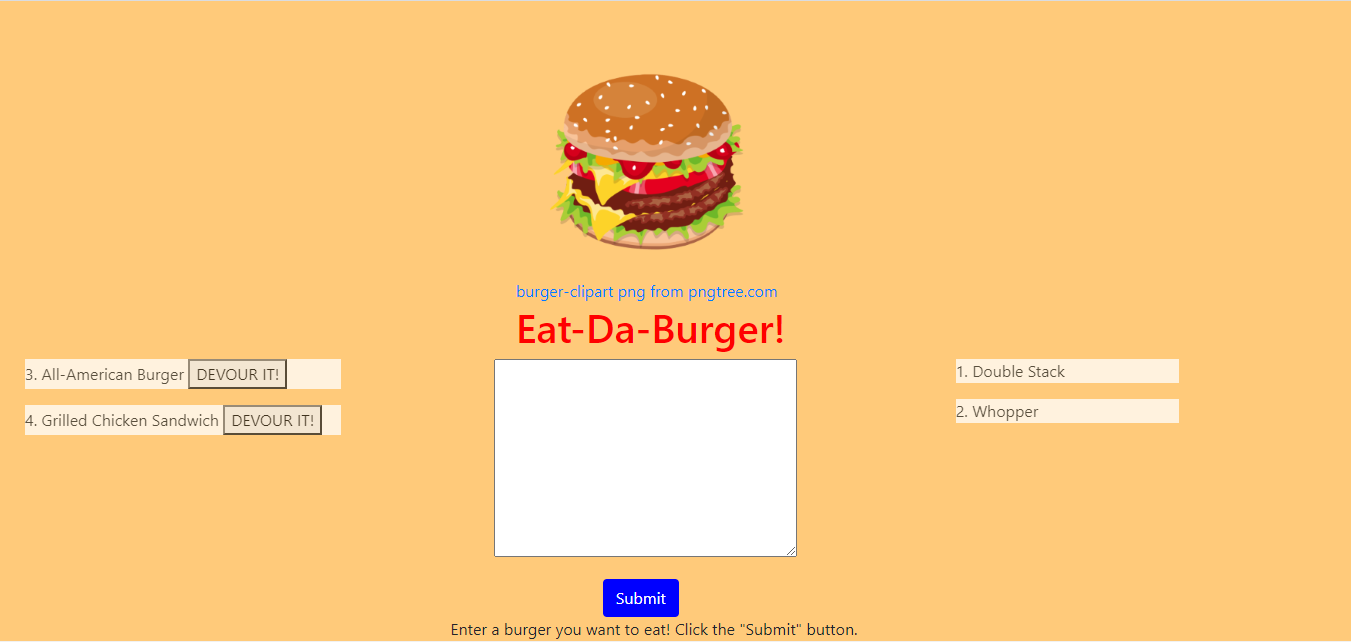 burger-clipart png from pngtree.com
Eat-Da-Burger!
3. All-American Burger DEVOUR IT!
4. Grilled Chicken Sandwich DEVOUR IT!
1. Double Stack
2. Whopper
Submit
Enter a burger you want to eat! Click the "Submit" button.